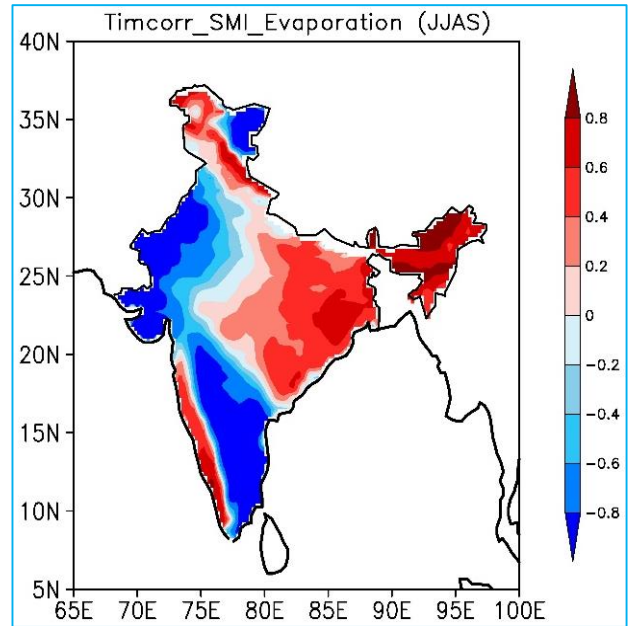 Timcorr_SMI_Evaporation (JJAS)
40N
35N
30N
25N
20N
15N
10N
5N
65E 70E 75E 80E 85E 90E 95E 100E
0.8
0.6
0.4
0.2
0
-0.2
-0.4
-0.6
-0.8